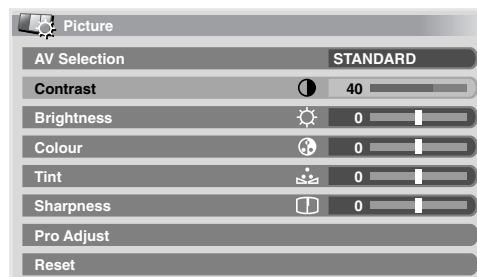 Picture
AV Selection STANDARD
Contrast 40
Brightness 0
Colour 0
Tint 0
Sharpness 0
Pro Adjust
Reset